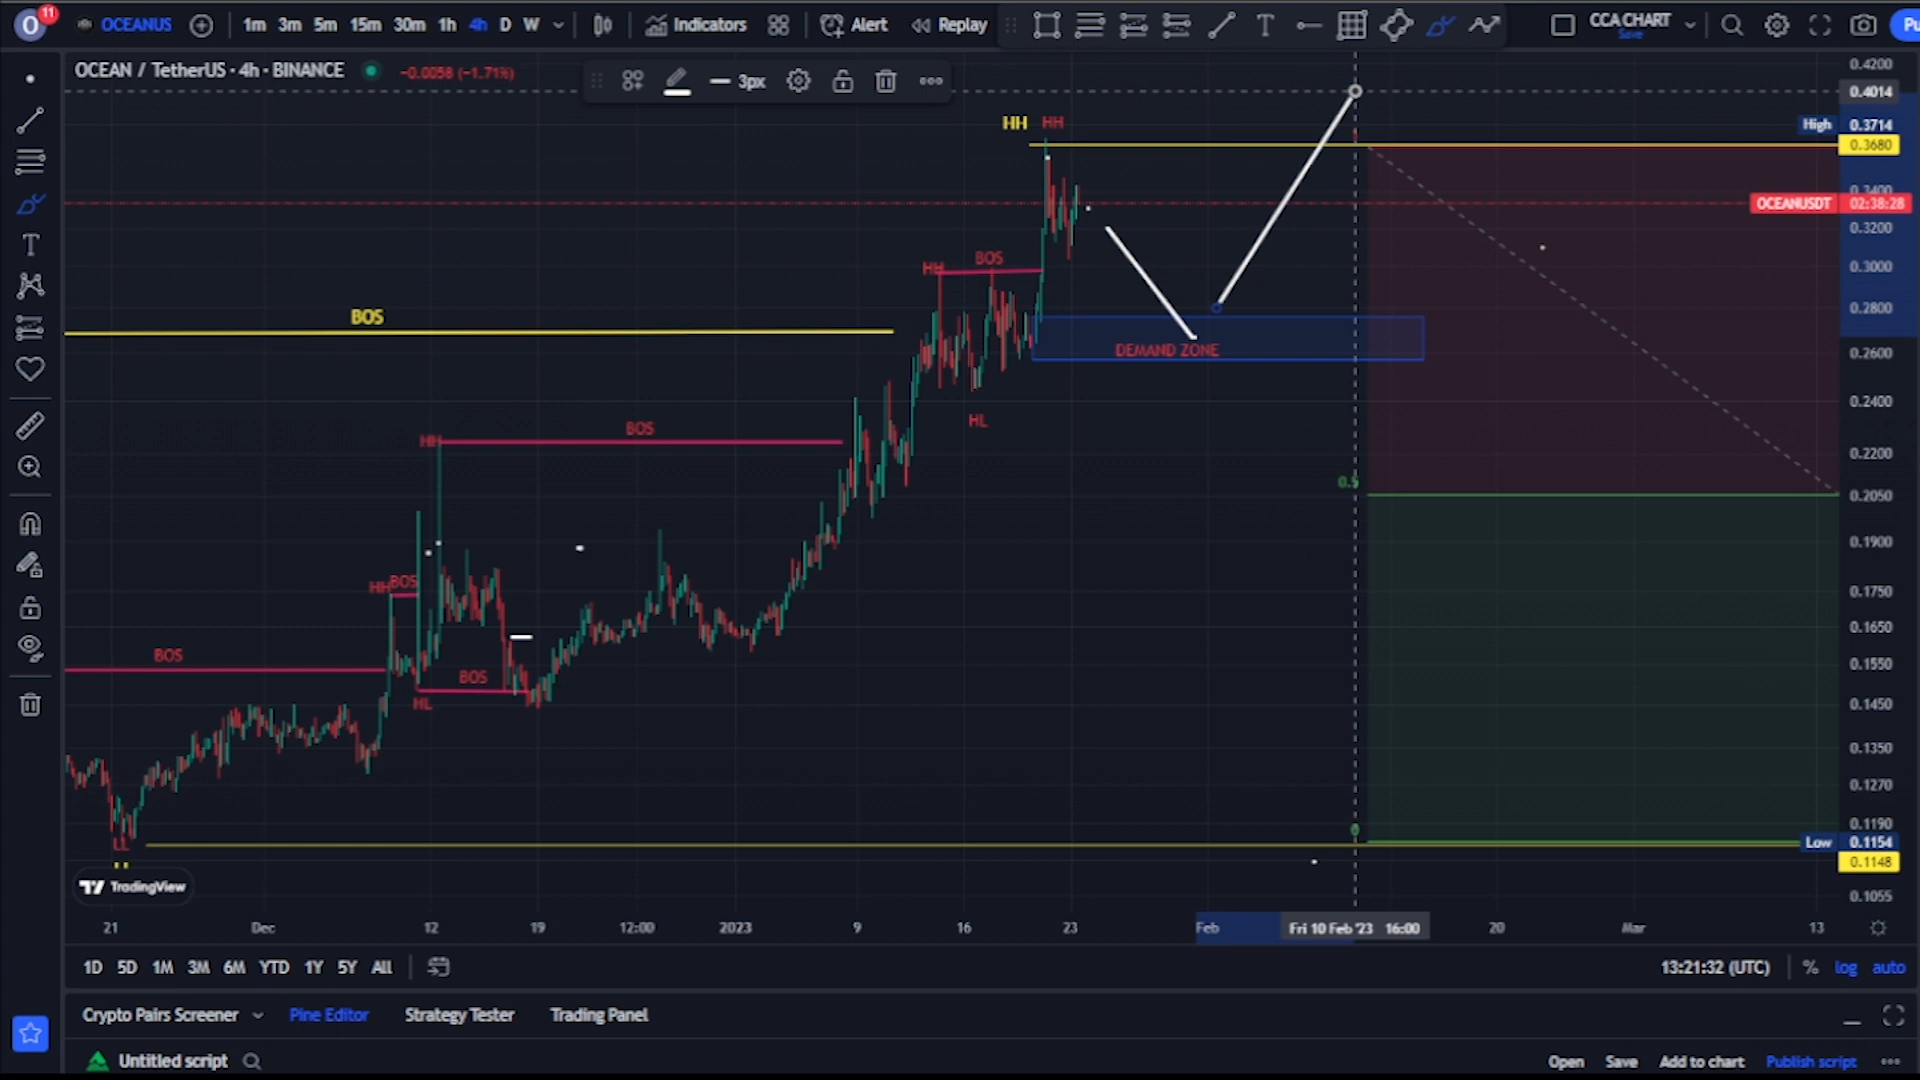 O 11 OCEANUS 1m 3m 5m 15m 30m 1h 4h D W Indicators Alert Replay T CCA CHART Save Pu
OCEAN / TetherUS · 4h · BINANCE -0.0058 (-1.71%) 3px
0.4200
0.4014
HH HH High 0.3714
0.3680
0.3400
OCEANUSDT 02:38:28
0.3200
HH BOS 0.3000
0.2800
BOS
DEMAND ZONE 0.2600
0.2400
HL
HH BOS
0.2200
0.5
0.2050
0.1900
HH BOS 0.1750
0.1650
BOS 0.1550
BOS
HL 0.1450
0.1350
0.1270
0 0.1190
LL Low 0.1154
0.1148
TradingView
0.1055
21 Dec 12 19 12:00 2023 9 16 23 Feb Fri 10 Feb '23 16:00 20 Mar 13
1D 5D 1M 3M 6M YTD 1Y 5Y All 13:21:32 (UTC) % log auto
Crypto Pairs Screener Pine Editor Strategy Tester Trading Panel
Untitled script Open Save Add to chart Publish script